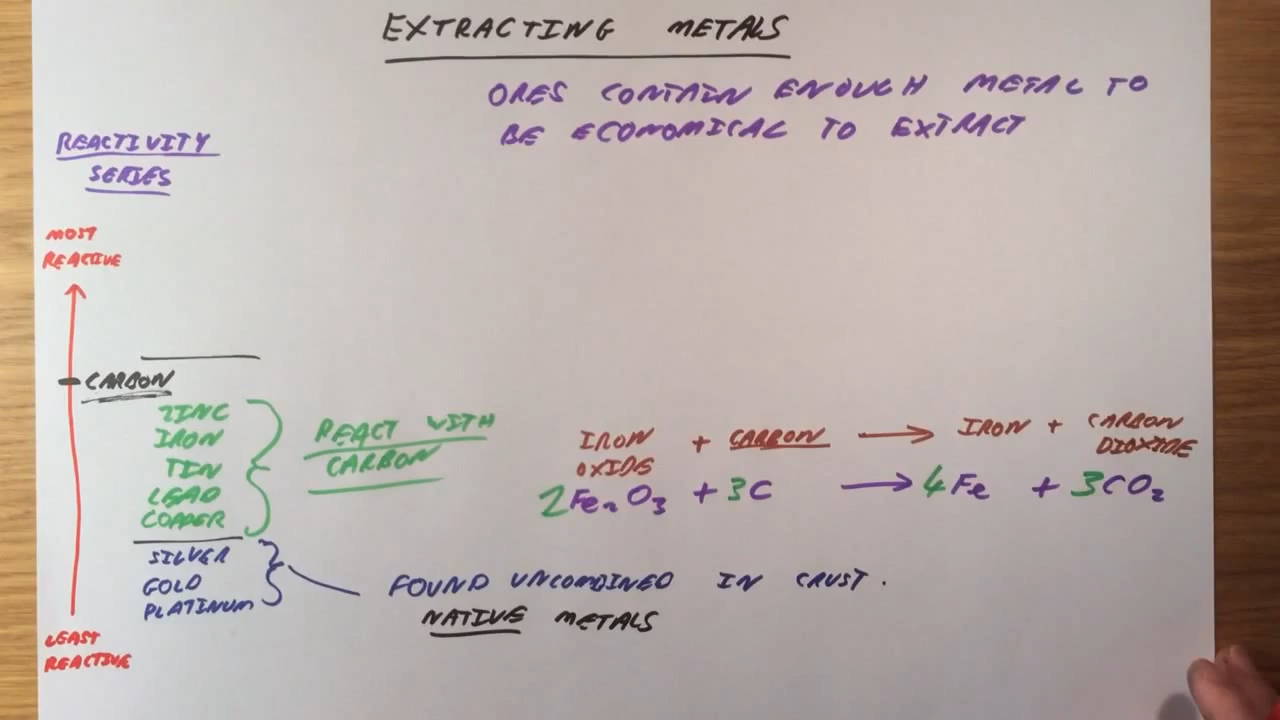 EXTRACTING METALS
ORES CONTAIN ENOUGH METAL TO
BE ECONOMICAL TO EXTRACT
REACTIVITY
SERIES
MOST
REACTIVE
CARBON
ZINC
IRON
TIN
LEAD
COPPER
REACT WITH
CARBON
IRON OXIDE + CARBON → IRON + CARBON DIOXIDE
2Fe₂O₃ + 3C → 4Fe + 3CO₂
SILVER
GOLD
PLATINUM
FOUND UNCOMBINED IN CRUST.
NATIVE METALS
LEAST
REACTIVE